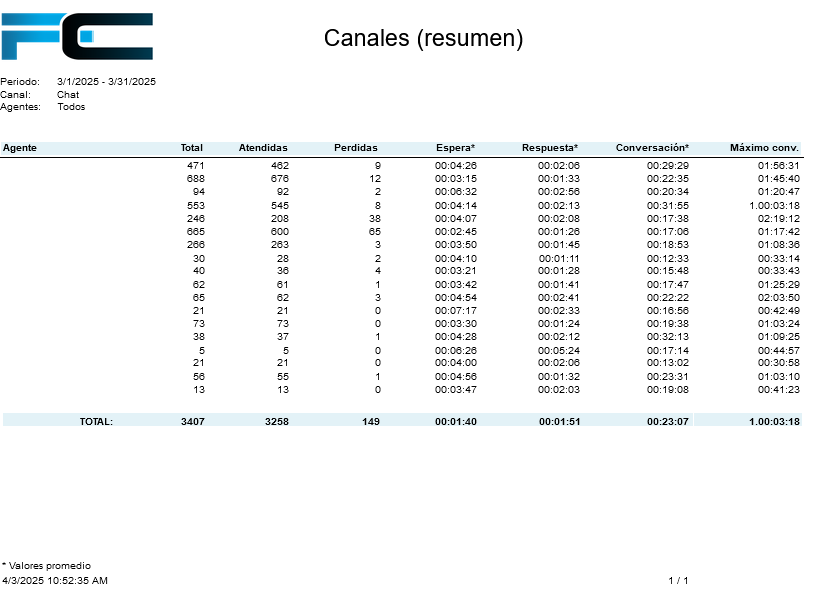 FC
Canales (resumen)
Periodo: 3/1/2025 - 3/31/2025
Canal: Chat
Agentes: Todos
Agente Total Atendidas Perdidas Espera* Respuesta* Conversación* Máximo conv.
471 462 9 00:04:26 00:02:06 00:29:29 01:56:31
688 676 12 00:03:15 00:01:33 00:22:35 01:45:40
94 92 2 00:06:32 00:02:56 00:20:34 01:20:47
553 545 8 00:04:14 00:02:13 00:31:55 1.00:03:18
246 208 38 00:04:07 00:02:08 00:17:38 02:19:12
665 600 65 00:02:45 00:01:26 00:17:06 01:17:42
266 263 3 00:03:50 00:01:45 00:18:53 01:08:36
30 28 2 00:04:10 00:01:11 00:12:33 00:33:14
40 36 4 00:03:21 00:01:28 00:15:48 00:33:43
62 61 1 00:03:42 00:01:41 00:17:47 01:25:29
65 62 3 00:04:54 00:02:41 00:22:22 02:03:50
21 21 0 00:07:17 00:02:33 00:16:56 00:42:49
73 73 0 00:03:30 00:01:24 00:19:38 01:03:24
38 37 1 00:04:28 00:02:12 00:32:13 01:09:25
5 5 0 00:06:26 00:05:24 00:17:14 00:44:57
21 21 0 00:04:00 00:02:06 00:13:02 00:30:58
56 55 1 00:04:56 00:01:32 00:23:31 01:03:10
13 13 0 00:03:47 00:02:03 00:19:08 00:41:23
TOTAL: 3407 3258 149 00:01:40 00:01:51 00:23:07 1.00:03:18
* Valores promedio
4/3/2025 10:52:35 AM 1 / 1